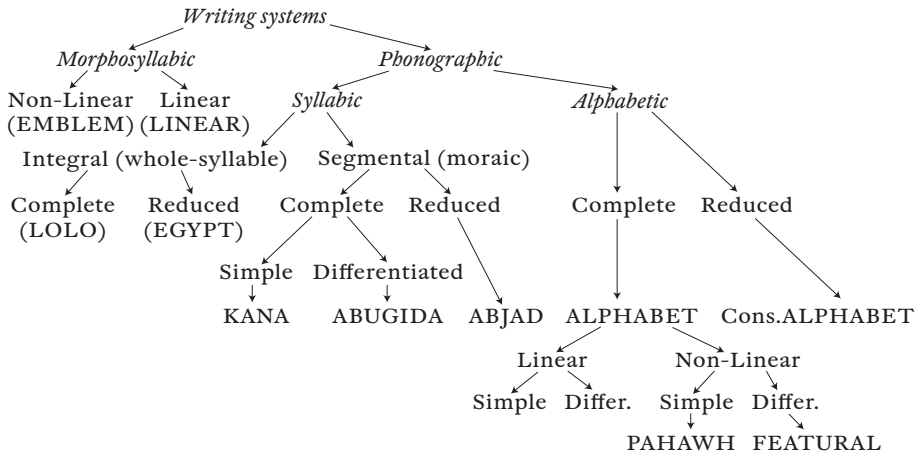 Writing systems
Morphosyllabic Phonographic
Non-Linear Linear Syllabic Alphabetic
(EMBLEM) (LINEAR)
Integral (whole-syllable) Segmental (moraic)
Complete Reduced Complete Reduced Complete Reduced
(LOLO) (EGYPT)
Simple Differentiated
KANA ABUGIDA ABJAD ALPHABET Cons.ALPHABET
Linear Non-Linear
Simple Differ. Simple Differ.
PAHAWH FEATURAL